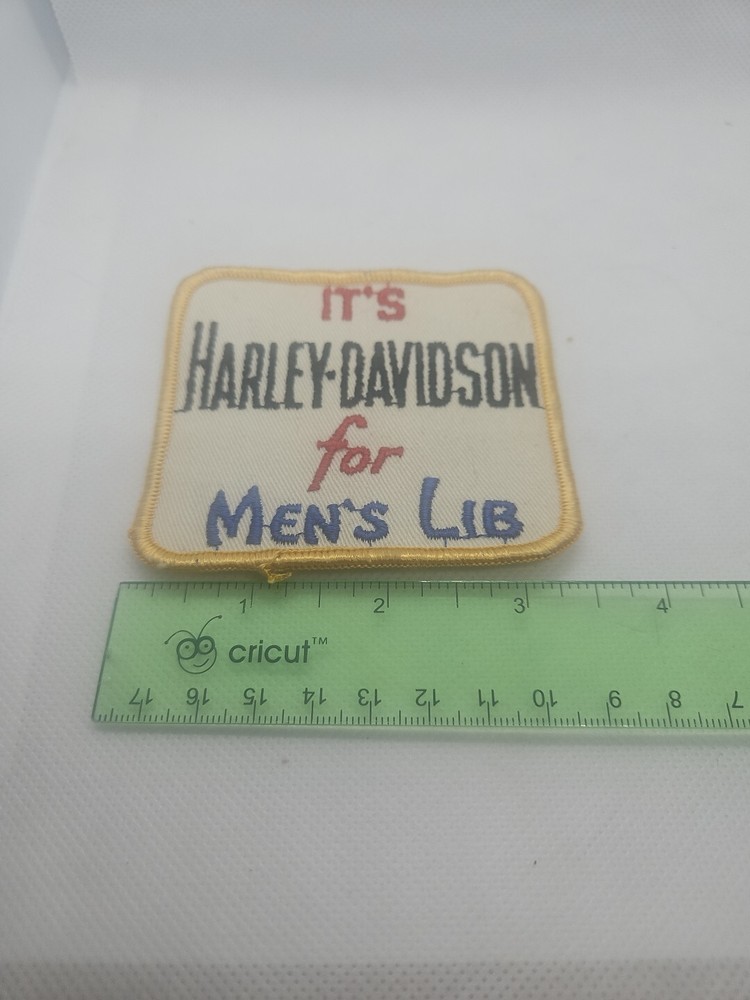 IT'S
HARLEY-DAVIDSON
for
MEN'S LIB
1 2 3 4
cricut™
17 16 15 14 13 12 11 10 9 8 7